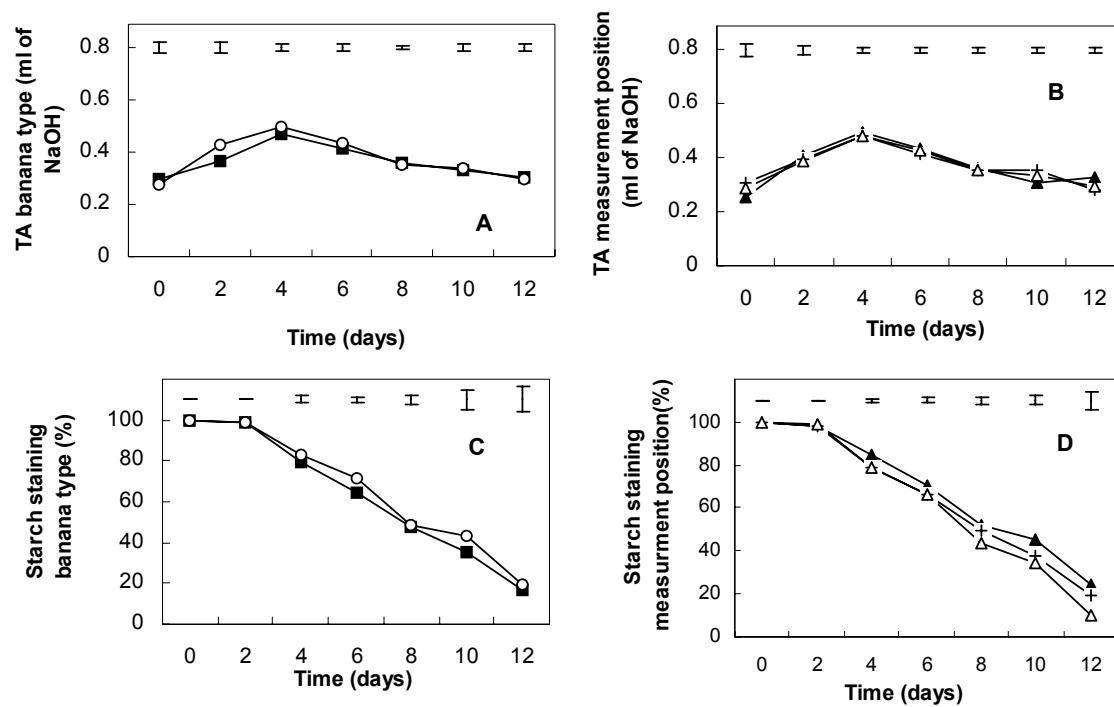 TA banana type (ml of
NaOH)
0.8
0.6
0.4
0.2
0
A
0 2 4 6 8 10 12
Time (days)
TA measurement position
(ml of NaOH)
0.8
0.6
0.4
0.2
0
B
0 2 4 6 8 10 12
Time (days)
Starch staining
banana type (%)
100
80
60
40
20
0
C
0 2 4 6 8 10 12
Time (days)
Starch staining
measurment position(%)
100
80
60
40
20
0
D
0 2 4 6 8 10 12
Time (days)